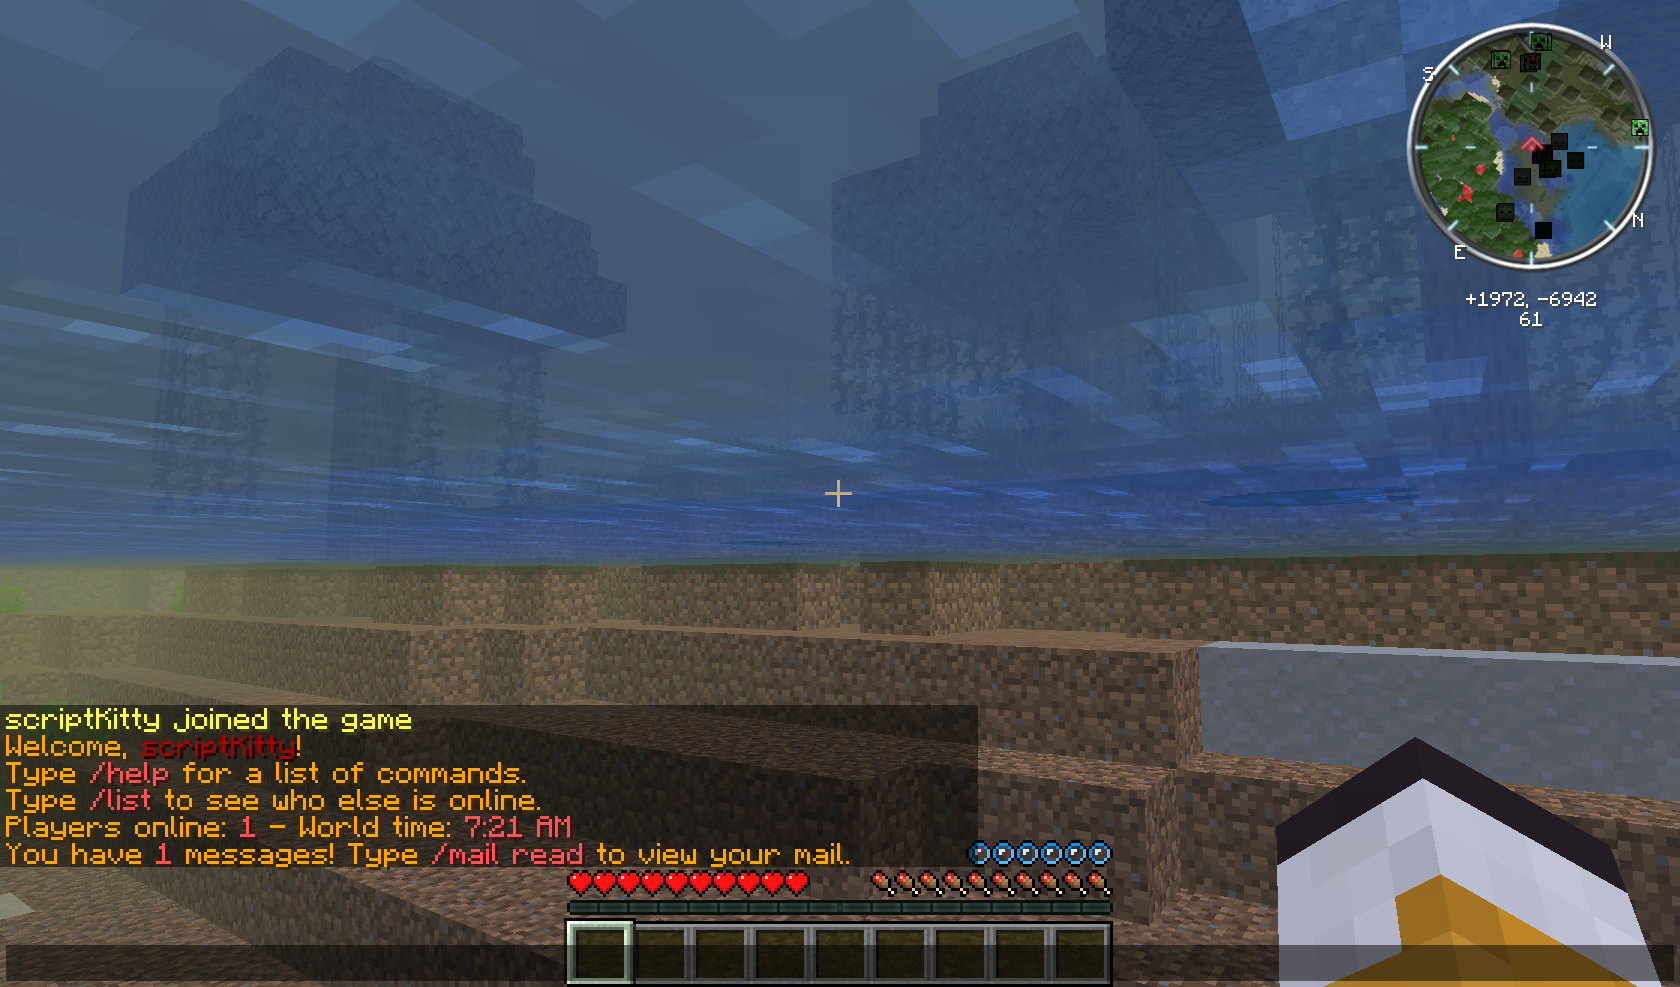 W
S
N
E
+1972, -6942
61
scriptKitty joined the game
Welcome, scriptKitty!
Type /help for a list of commands.
Type /list to see who else is online.
Players online: 1 - World time: 7:21 AM
You have 1 messages! Type /mail read to view your mail.